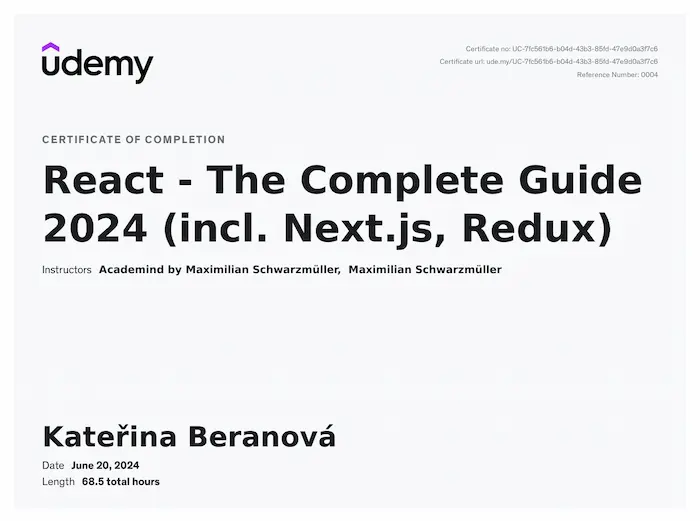 udemy
Certificate no: UC-7fc561b6-b04d-43b3-85fd-47e9d0a3f7c6
Certificate url: ude.my/UC-7fc561b6-b04d-43b3-85fd-47e9d0a3f7c6
Reference Number: 0004
CERTIFICATE OF COMPLETION
React - The Complete Guide
2024 (incl. Next.js, Redux)
Instructors Academind by Maximilian Schwarzmüller, Maximilian Schwarzmüller
Kateřina Beranová
Date June 20, 2024
Length 68.5 total hours